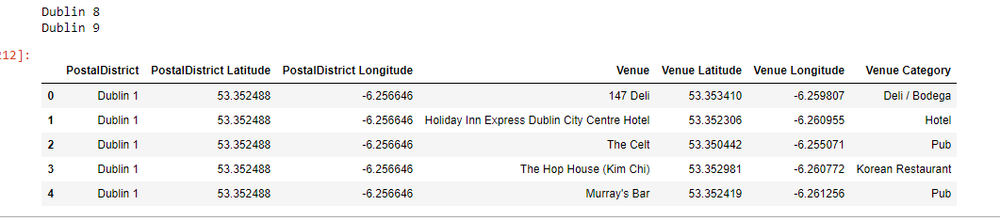 Dublin 8
Dublin 9
212]:
PostalDistrict PostalDistrict Latitude PostalDistrict Longitude Venue Venue Latitude Venue Longitude Venue Category
0 Dublin 1 53.352488 -6.256646 147 Deli 53.353410 -6.259807 Deli / Bodega
1 Dublin 1 53.352488 -6.256646 Holiday Inn Express Dublin City Centre Hotel 53.352306 -6.260955 Hotel
2 Dublin 1 53.352488 -6.256646 The Celt 53.350442 -6.255071 Pub
3 Dublin 1 53.352488 -6.256646 The Hop House (Kim Chi) 53.352981 -6.260772 Korean Restaurant
4 Dublin 1 53.352488 -6.256646 Murray's Bar 53.352419 -6.261256 Pub